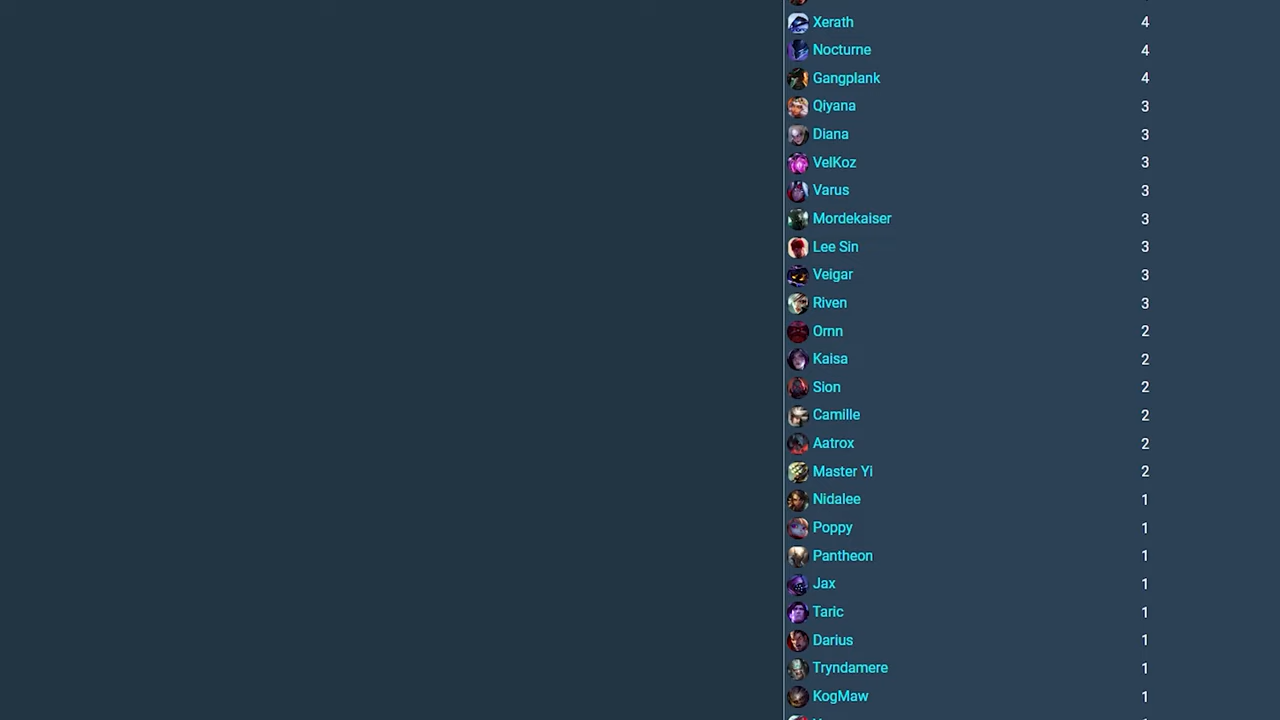 Xerath 4
Nocturne 4
Gangplank 4
Qiyana 3
Diana 3
VelKoz 3
Varus 3
Mordekaiser 3
Lee Sin 3
Veigar 3
Riven 3
Ornn 2
Kaisa 2
Sion 2
Camille 2
Aatrox 2
Master Yi 2
Nidalee 1
Poppy 1
Pantheon 1
Jax 1
Taric 1
Darius 1
Tryndamere 1
KogMaw 1